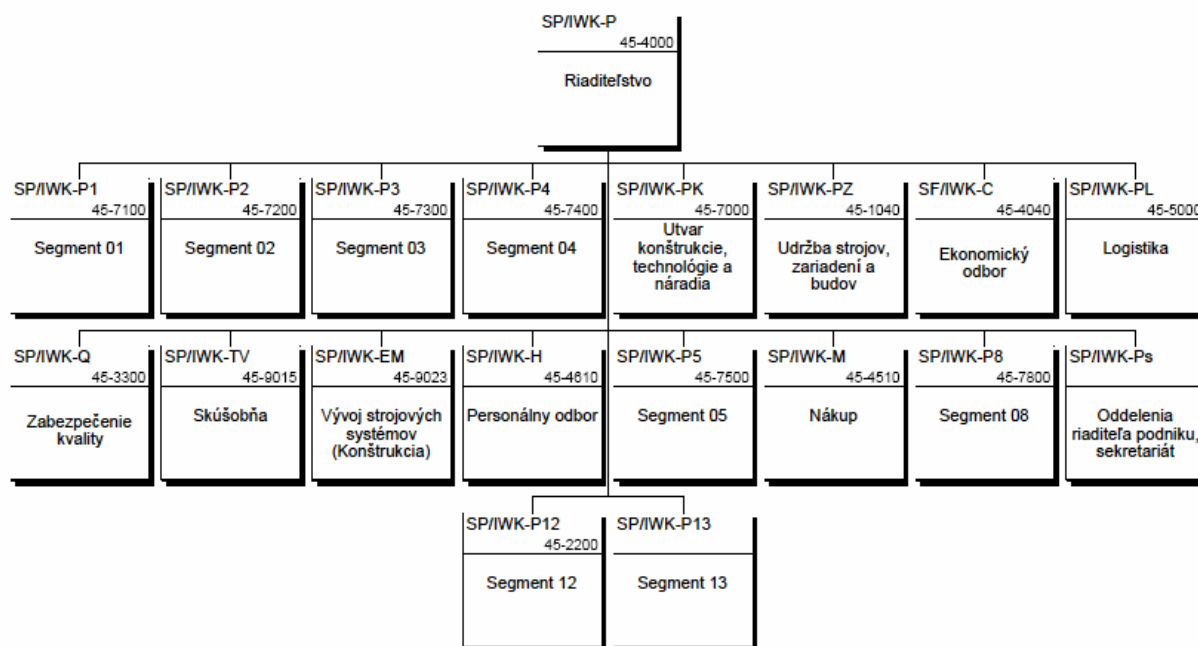 SP/IWK-P
45-4000
Riaditeľstvo
SP/IWK-P1
45-7100
Segment 01
SP/IWK-P2
45-7200
Segment 02
SP/IWK-P3
45-7300
Segment 03
SP/IWK-P4
45-7400
Segment 04
SP/IWK-PK
45-7000
Utvar
konštrukcie,
technológie a
náradia
SP/IWK-PZ
45-1040
Udržba strojov,
zariadení a
budov
SF/IWK-C
45-4040
Ekonomický
odbor
SP/IWK-PL
45-5000
Logistika
SP/IWK-Q
45-3300
Zabezpečenie
kvality
SP/IWK-TV
45-9015
Skúšobňa
SP/IWK-EM
45-9023
Vývoj strojových
systémov
(Konštrukcia)
SP/IWK-H
45-4610
Personálny odbor
SP/IWK-P5
45-7500
Segment 05
SP/IWK-M
45-4510
Nákup
SP/IWK-P8
45-7800
Segment 08
SP/IWK-Ps
Oddelenia
riaditeľa podniku,
sekretariát
SP/IWK-P12
45-2200
Segment 12
SP/IWK-P13
Segment 13